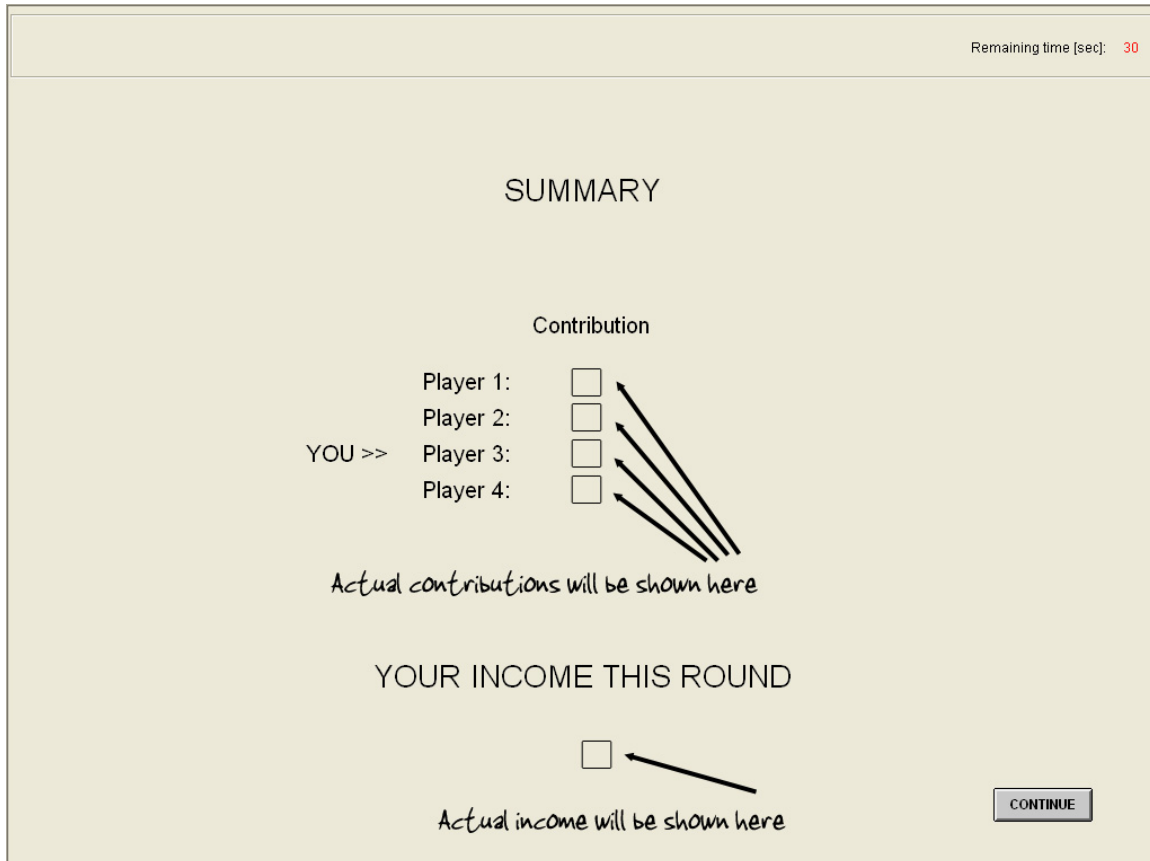 Remaining time [sec]: 30
SUMMARY
Contribution
Player 1:
Player 2:
YOU >> Player 3:
Player 4:
Actual contributions will be shown here
YOUR INCOME THIS ROUND
Actual income will be shown here
CONTINUE